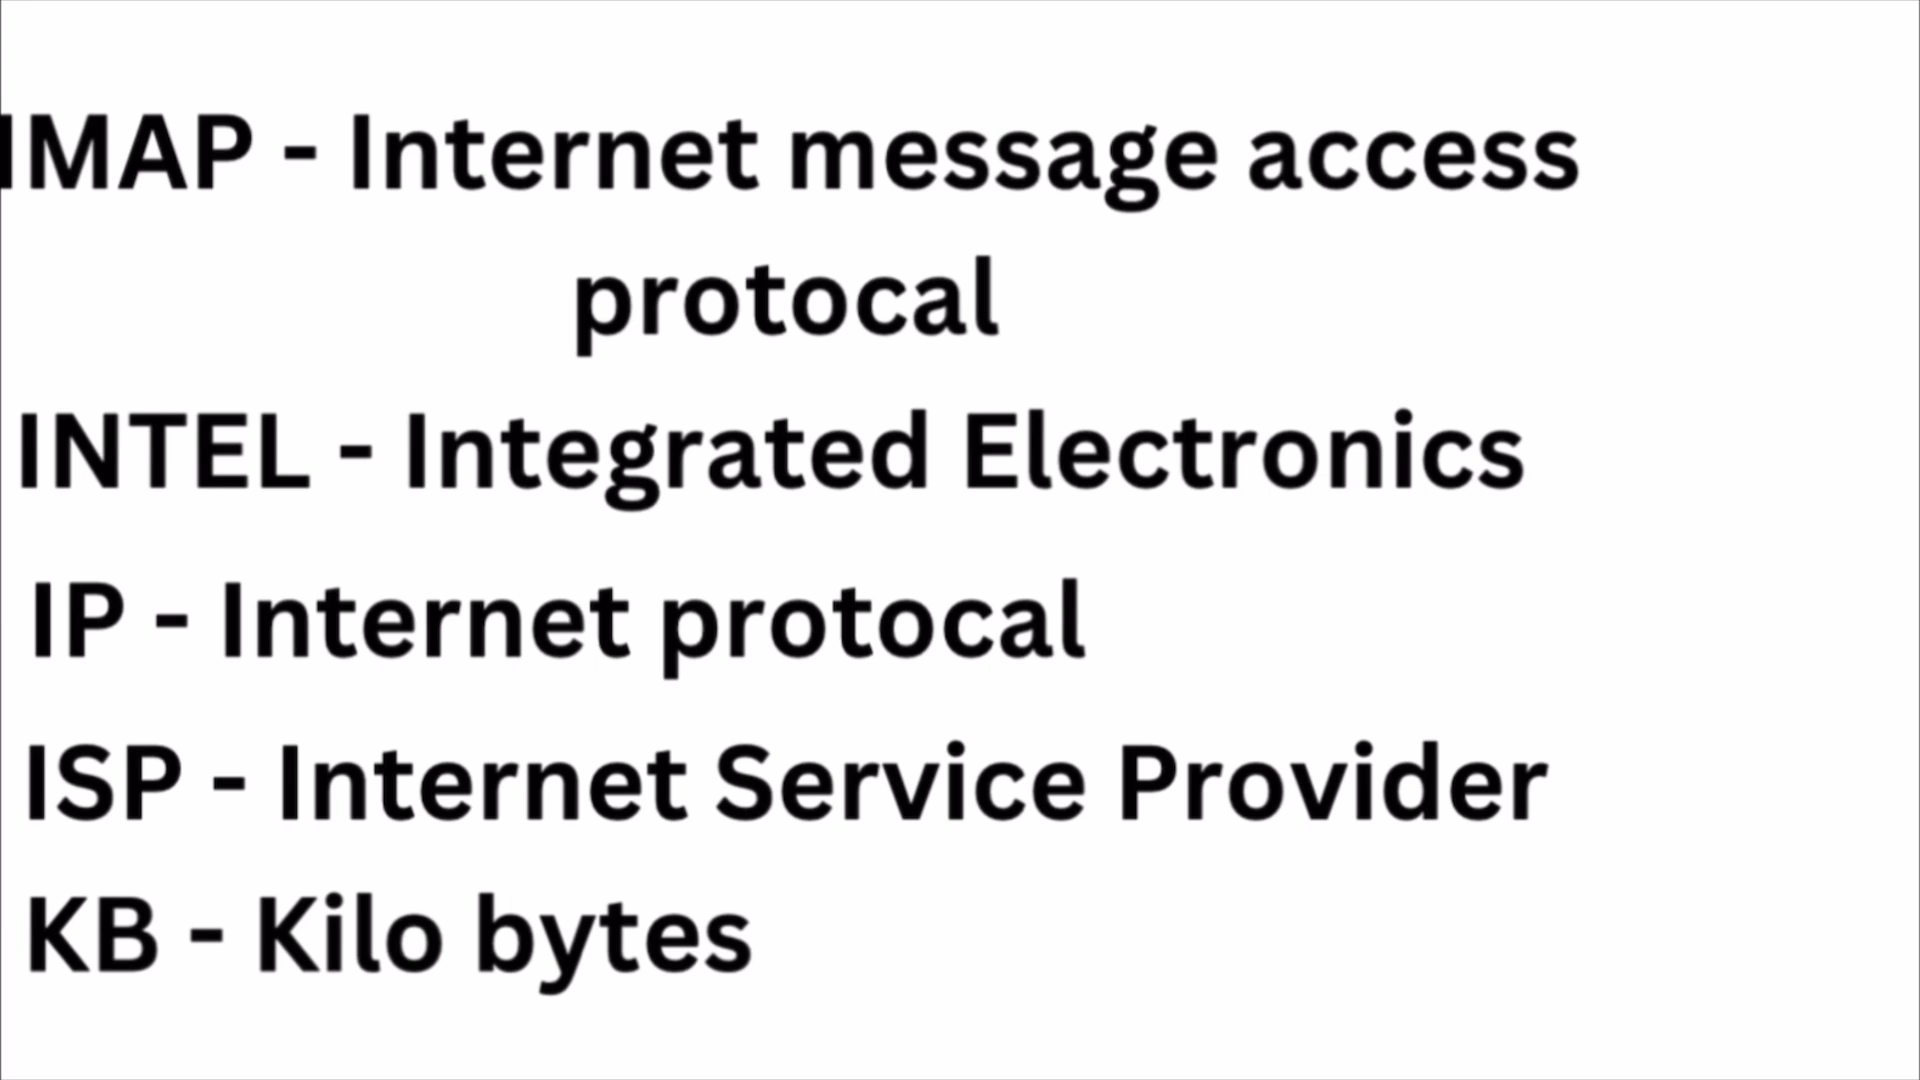 IMAP - Internet message access
protocal
INTEL - Integrated Electronics
IP - Internet protocal
ISP - Internet Service Provider
KB - Kilo bytes